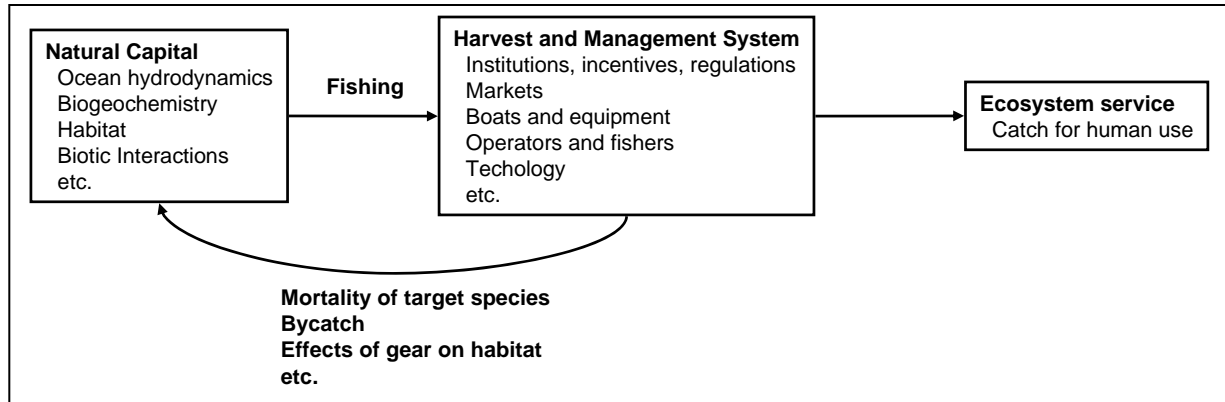 Natural Capital
Ocean hydrodynamics
Biogeochemistry
Habitat
Biotic Interactions
etc.
Fishing
Harvest and Management System
Institutions, incentives, regulations
Markets
Boats and equipment
Operators and fishers
Techology
etc.
Ecosystem service
Catch for human use
Mortality of target species
Bycatch
Effects of gear on habitat
etc.